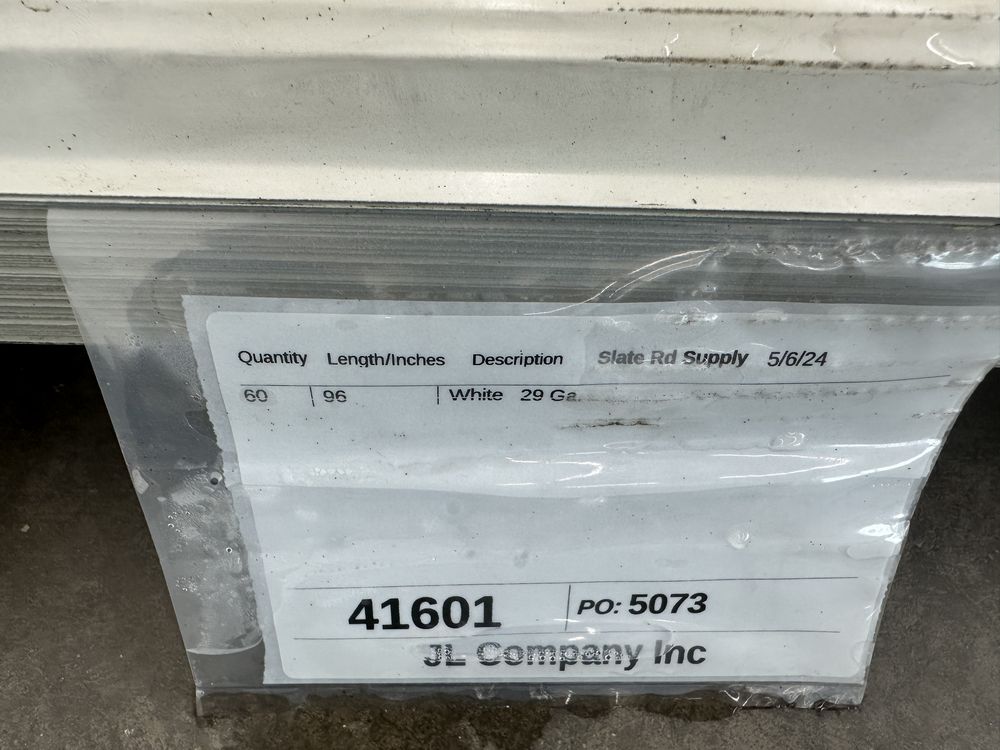 Quantity Length/Inches Description Slate Rd Supply 5/6/24
60 96 White 29 Ga.
41601 PO: 5073
JL Company Inc